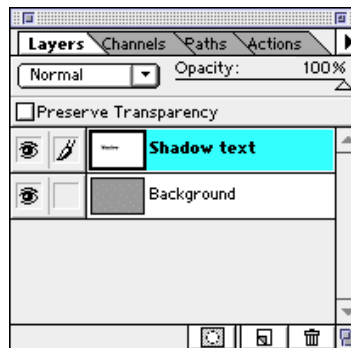 Layers Channels Paths Actions
Normal Opacity: 100%
Preserve Transparency
Shadow text
Background